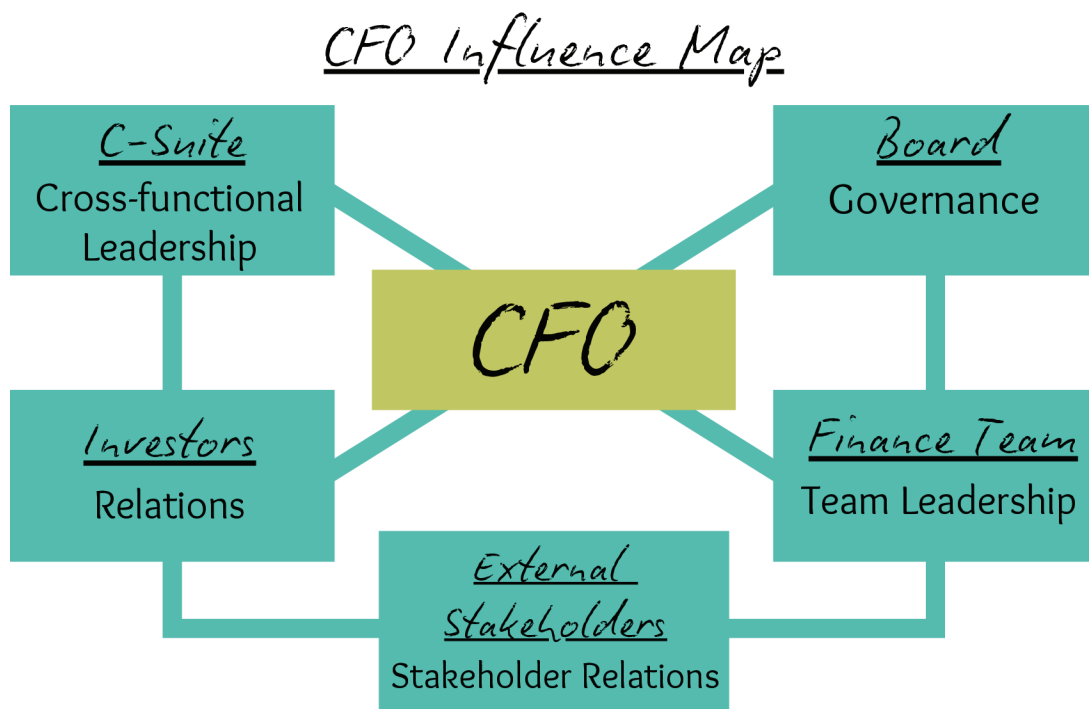 CFO Influence Map
C-Suite
Cross-functional
Leadership
Board
Governance
CFO
Investors
Relations
Finance Team
Team Leadership
External
Stakeholders
Stakeholder Relations